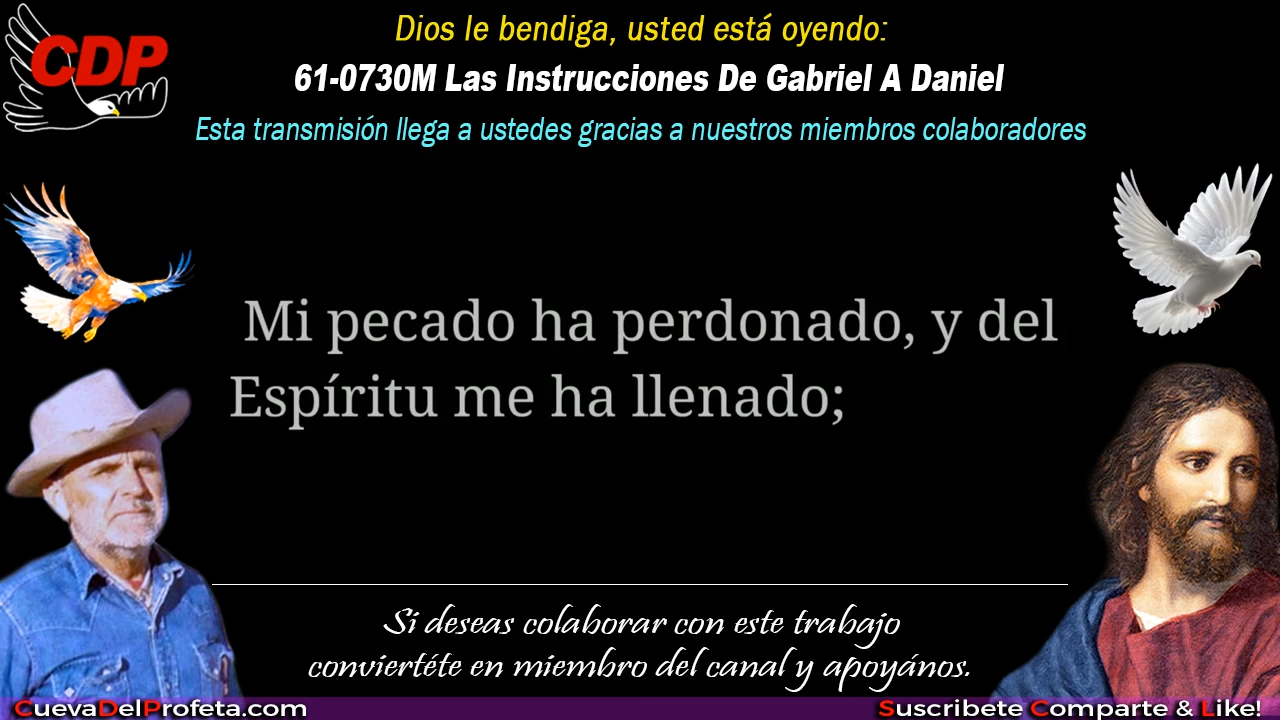 CDP
Dios le bendiga, usted está oyendo:
61-0730M Las Instrucciones De Gabriel A Daniel
Esta transmisión llega a ustedes gracias a nuestros miembros colaboradores
Mi pecado ha perdonado, y del
Espíritu me ha llenado;
Si deseas colaborar con este trabajo
conviertéte en miembro del canal y apoyános.
CuevaDelProfeta.com
Suscribete Comparte & Like!